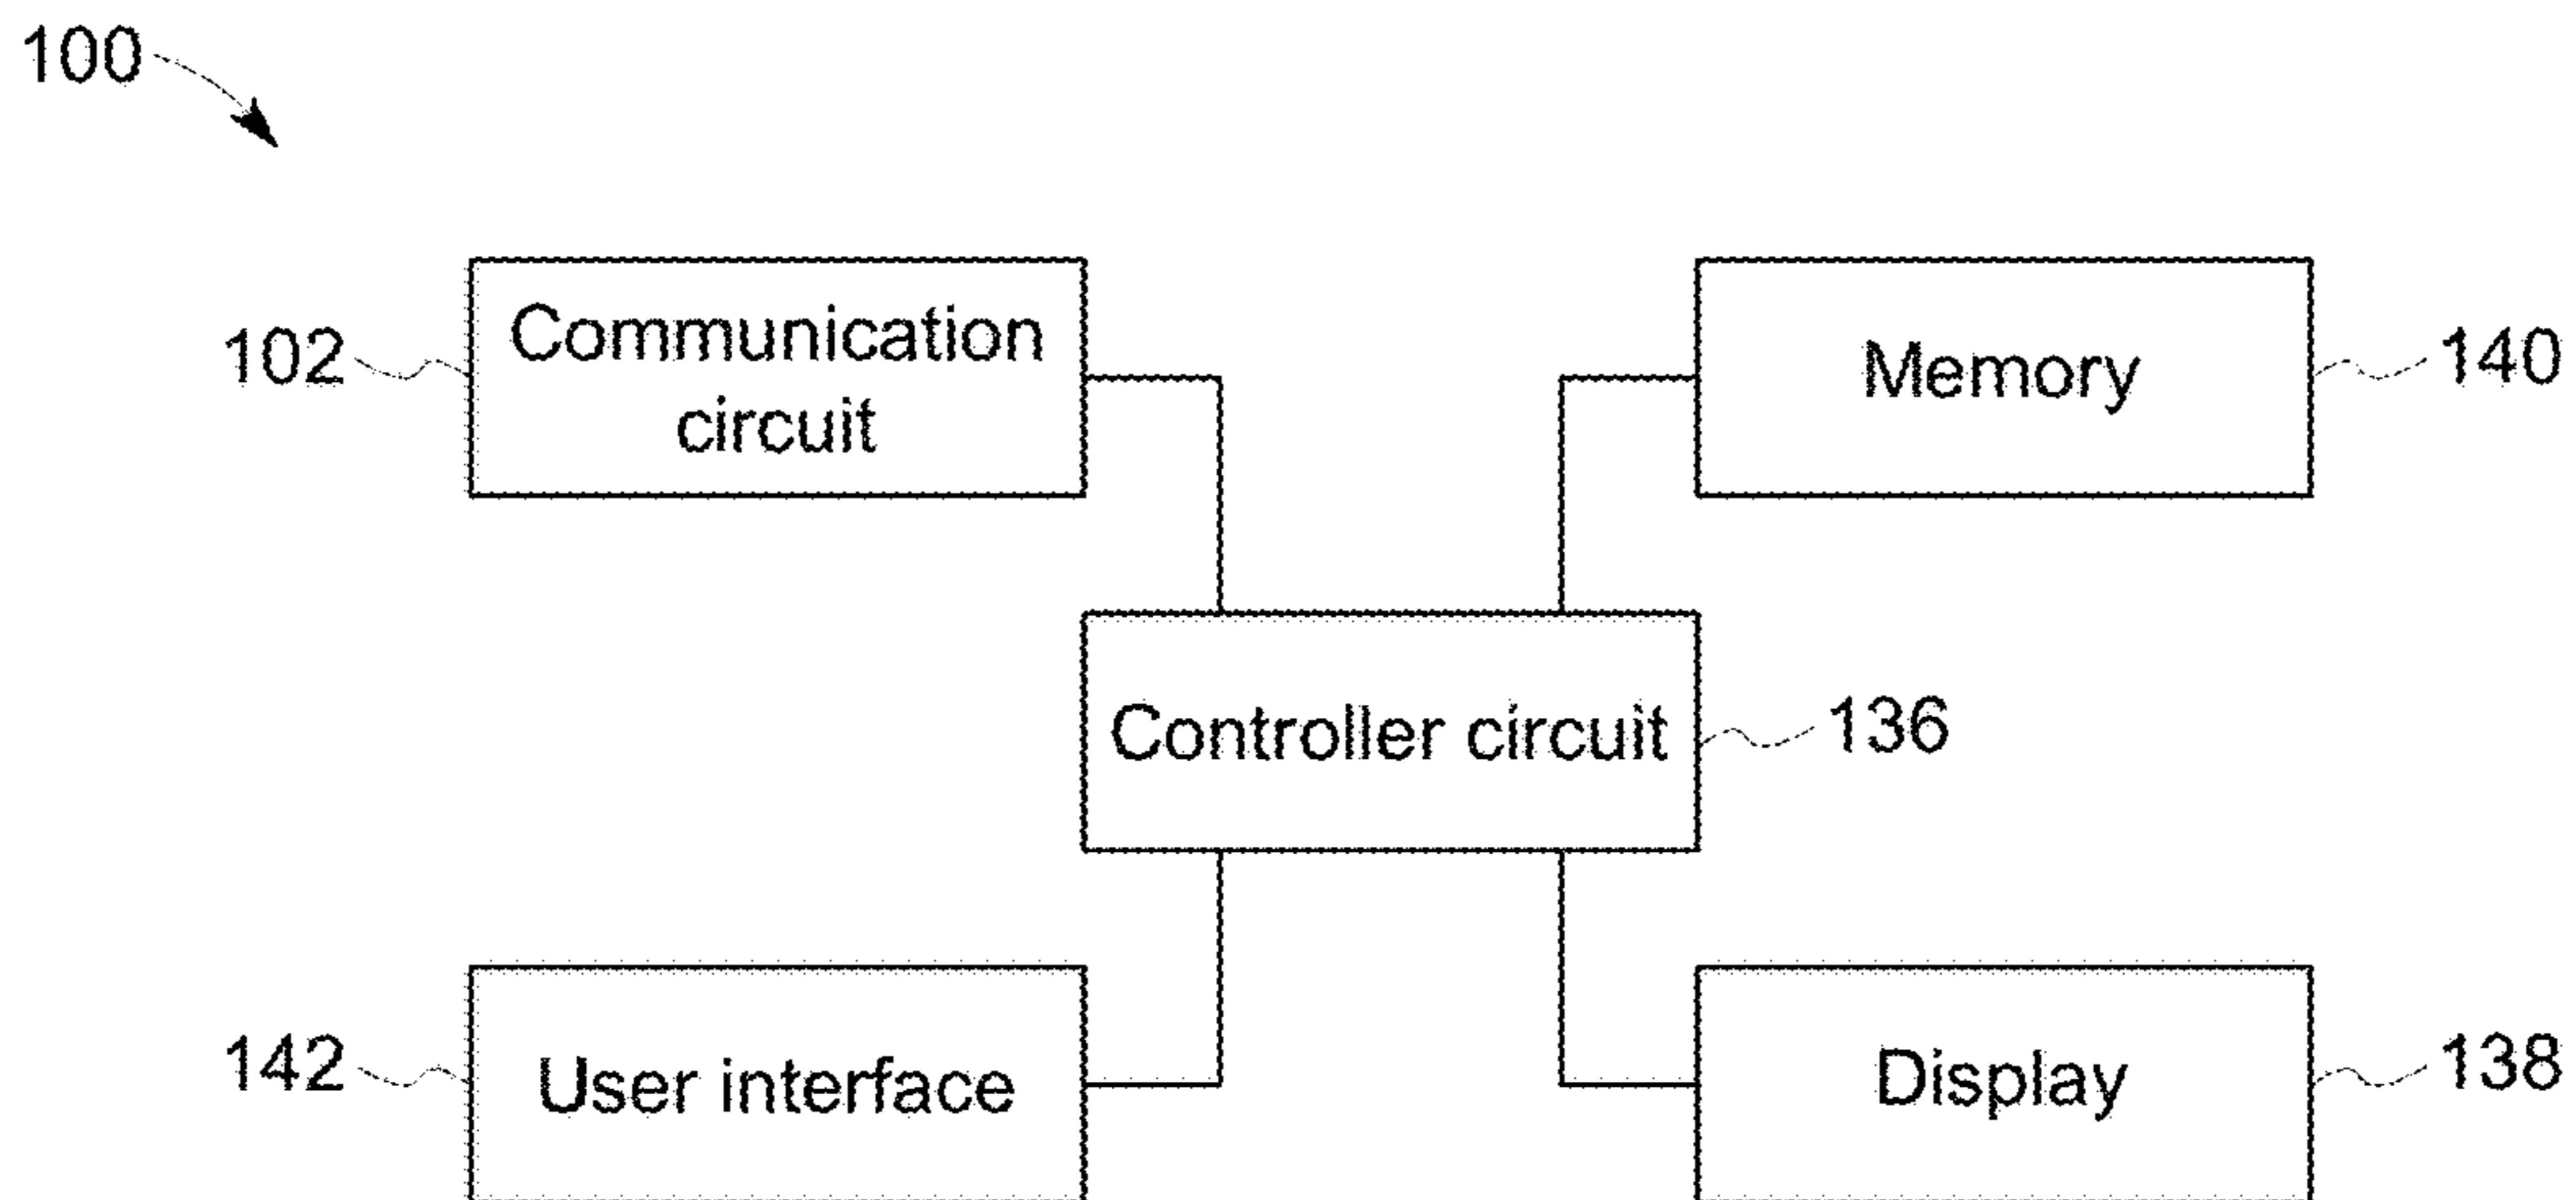 100
102
Communication
circuit
Memory
140
Controller circuit
136
142
User interface
Display
138